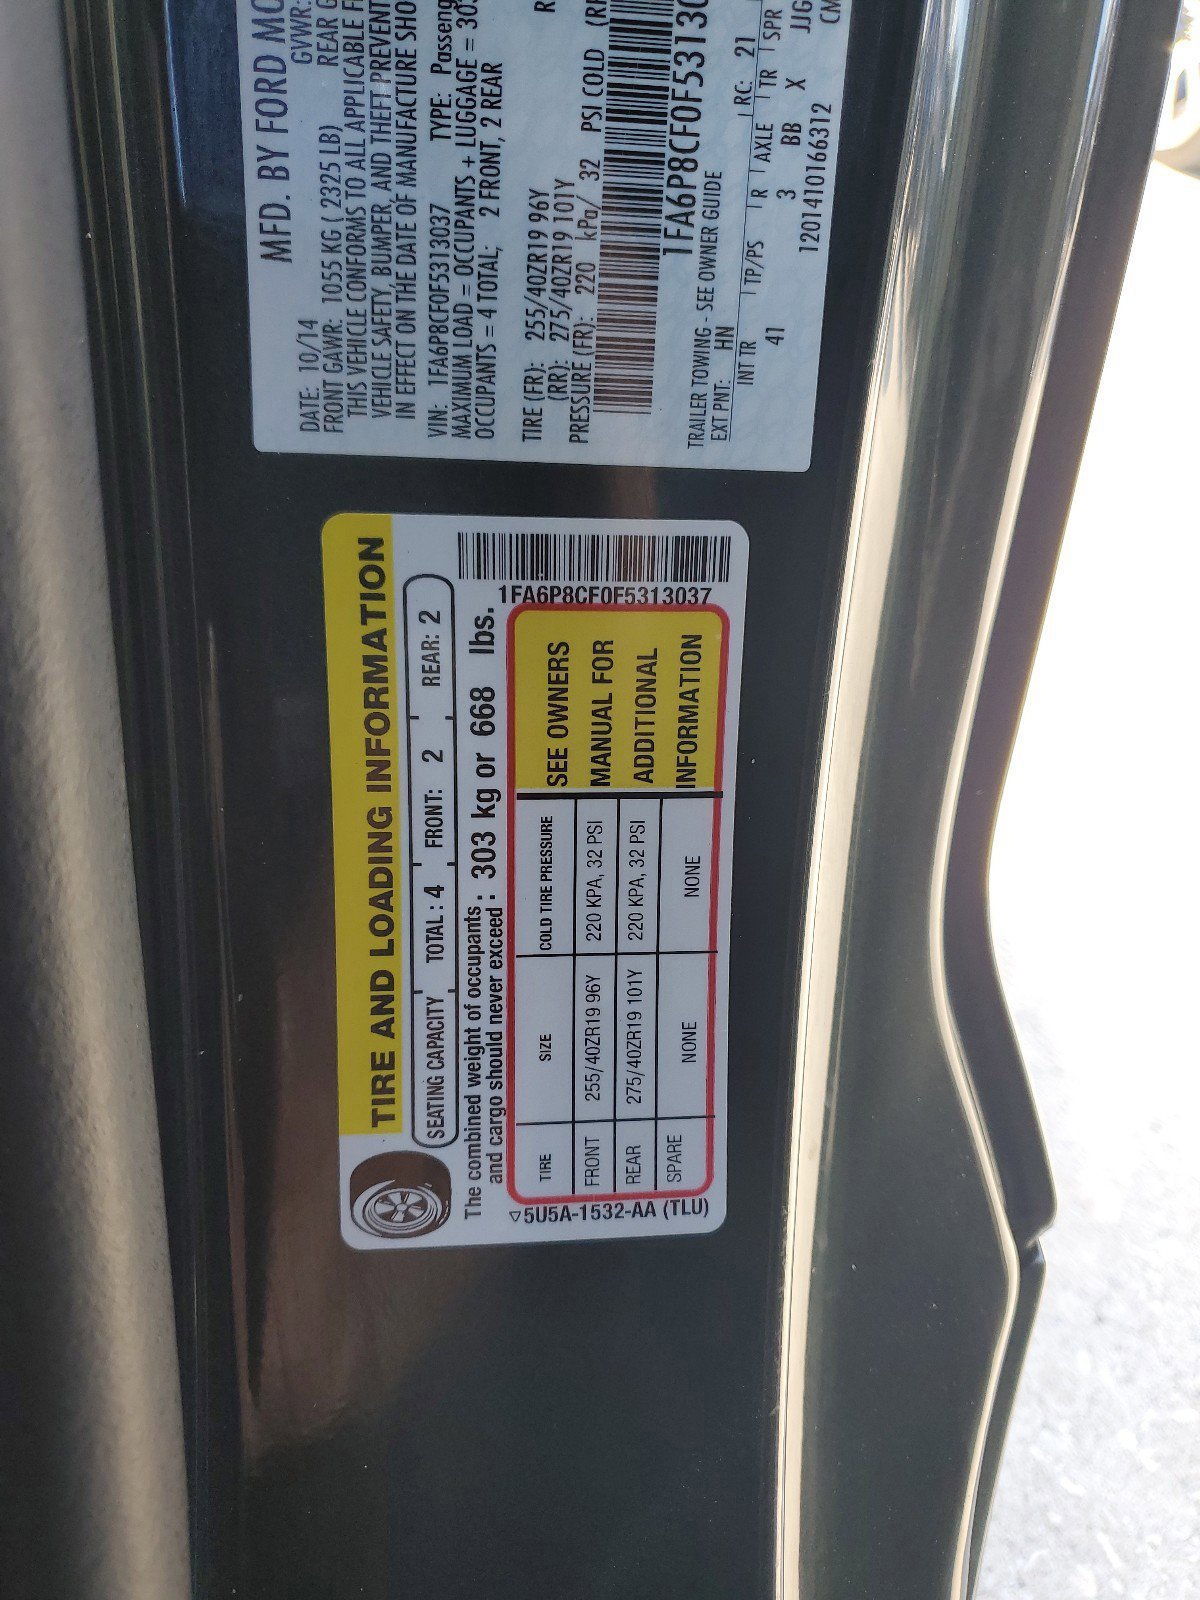 MFD. BY FORD
DATE: 10/14 GVWR:
FRONT GAWR: 1055 KG ( 2325 LB) REAR
THIS VEHICLE CONFORMS TO ALL APPLICABLE
VEHICLE SAFETY, BUMPER, AND THEFT PREVENT
IN EFFECT ON THE DATE OF MANUFACTURE SHO
VIN: 1FA6P8CF0F5313037 TYPE: Passeng
MAXIMUM LOAD = OCCUPANTS + LUGGAGE = 303
OCCUPANTS = 4 TOTAL; 2 FRONT, 2 REAR
TIRE (FR): 255/40ZR19 96Y R
(RR): 275/40ZR19 101Y
PRESSURE (FR): 220 kPa/ 32 PSI COLD (RR
1FA6P8CF0F5313
TRAILER TOWING - SEE OWNER GUIDE
EXT PNT: HN RC: 21
INT TR TP/PS R AXLE TR SPR
41 3 BB X JJG
120141016631​2 CM
TIRE AND LOADING INFORMATION
SEATING CAPACITY TOTAL : 4 FRONT: 2 REAR: 2
The combined weight of occupants :
and cargo should never exceed : 303 kg or 668 lbs.
1FA6P8CF0F5313037
TIRE SIZE COLD TIRE PRESSURE
FRONT 255/40ZR19 96Y 220 KPA, 32 PSI
REAR 275/40ZR19 101Y 220 KPA, 32 PSI
SPARE NONE NONE
SEE OWNERS
MANUAL FOR
ADDITIONAL
INFORMATION
5U5A-1532-AA (TLU)